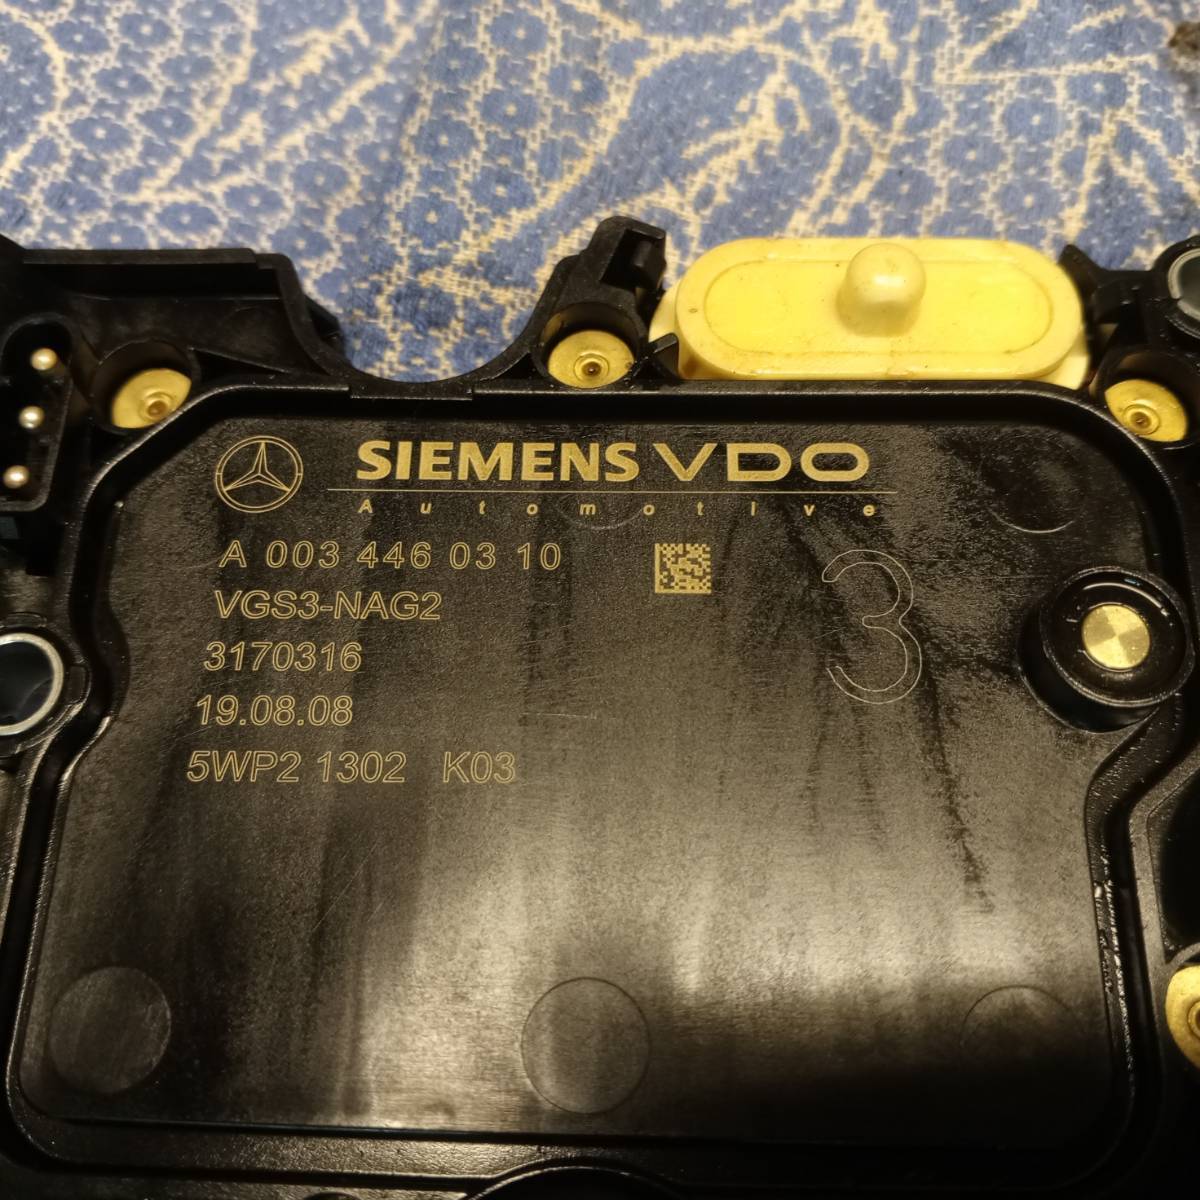 SIEMENS VDO
Automotive
A 003 446 03 10
VGS3-NAG2
3170316
19.08.08
5WP2 1302 K03
3